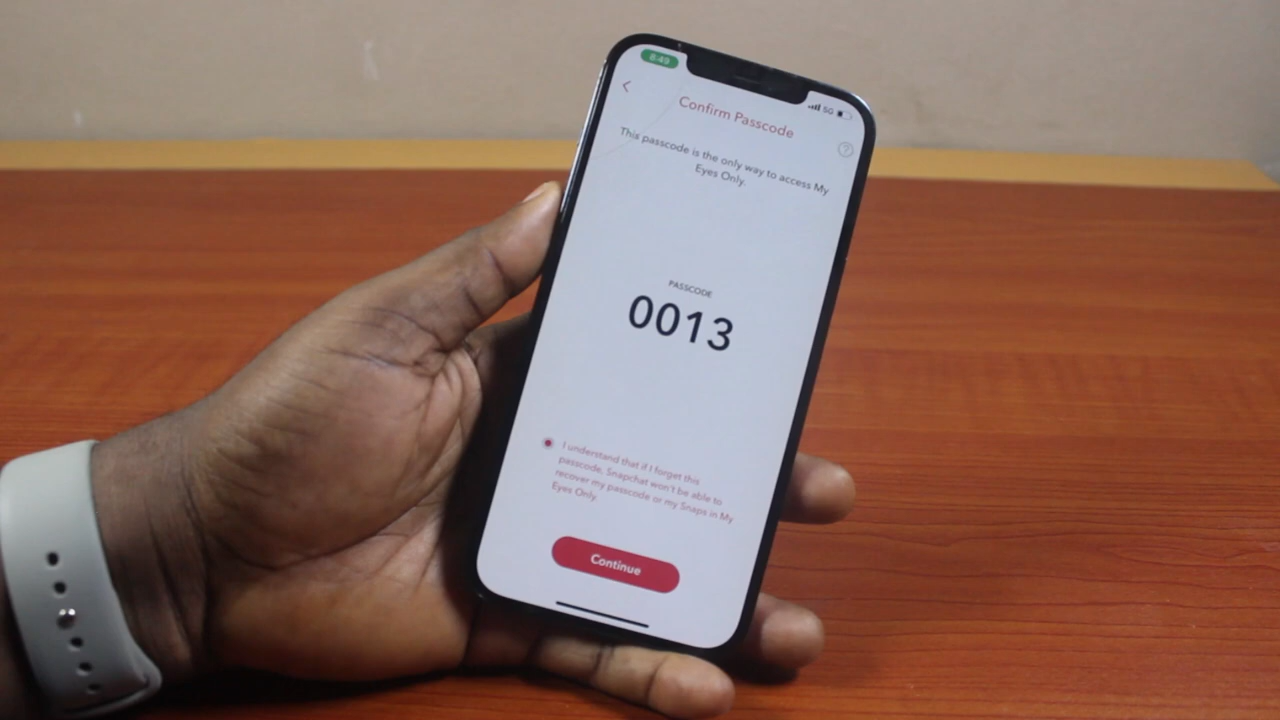 8:49
5G
Confirm Passcode
?
This passcode is the only way to access My
Eyes Only.
PASSCODE
0013
I understand that if I forget this
passcode, Snapchat won't be able to
recover my passcode or my Snaps in My
Eyes Only.
Continue